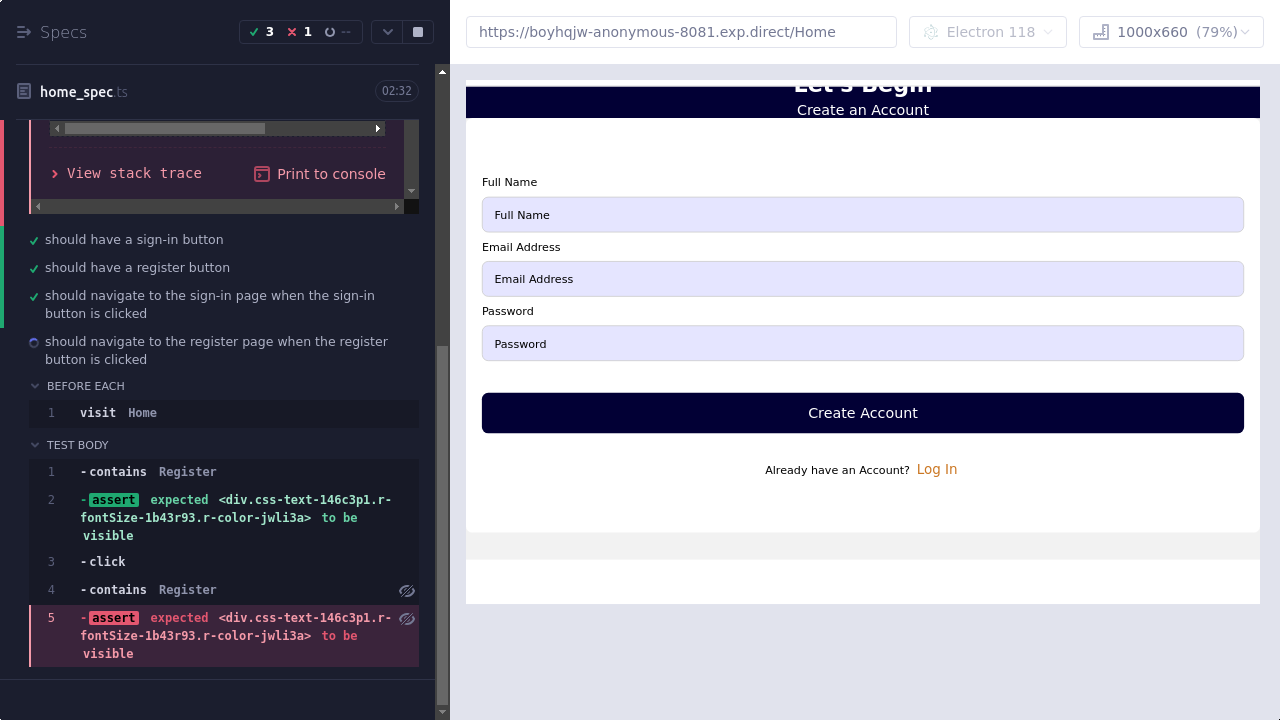 Specs
3 1 --
home_spec.ts
02:32
View stack trace
Print to console
should have a sign-in button
should have a register button
should navigate to the sign-in page when the sign-in
button is clicked
should navigate to the register page when the register
button is clicked
BEFORE EACH
1 visit Home
TEST BODY
1 -contains Register
2 -assert expected <div.css-text-146c3p1.r-
fontSize-1b43r93.r-color-jwli3a> to be
visible
3 -click
4 -contains Register
5 -assert expected <div.css-text-146c3p1.r-
fontSize-1b43r93.r-color-jwli3a> to be
visible
https://boyhqjw-anonymous-8081.exp.direct/Home
Electron 118
1000x660 (79%)
Let's Begin
Create an Account
Full Name
Full Name
Email Address
Email Address
Password
Password
Create Account
Already have an Account? Log In